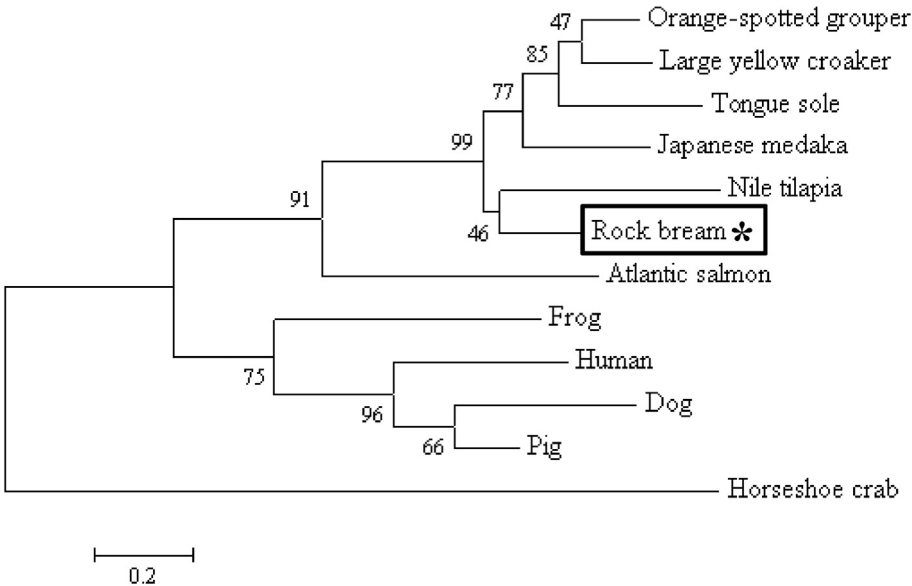 47
Orange-spotted grouper
85
Large yellow croaker
77
Tongue sole
99
Japanese medaka
91
Nile tilapia
46
Rock bream *
Atlantic salmon
Frog
75
Human
96
Dog
66
Pig
Horseshoe crab
0.2